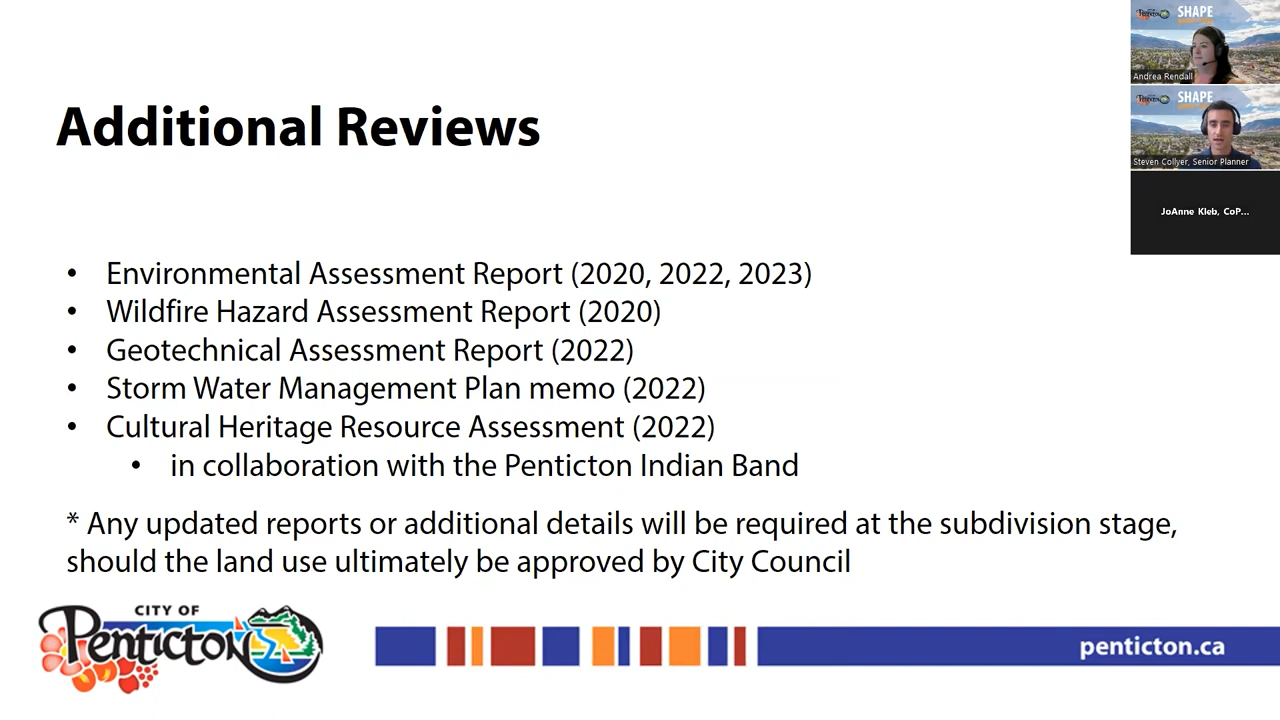 SHAPE
Andrea Rendall
SHAPE
Steven Collyer, Senior Planner
JoAnne Kleb, CoP...
Additional Reviews
• Environmental Assessment Report (2020, 2022, 2023)
• Wildfire Hazard Assessment Report (2020)
• Geotechnical Assessment Report (2022)
• Storm Water Management Plan memo (2022)
• Cultural Heritage Resource Assessment (2022)
• in collaboration with the Penticton Indian Band
* Any updated reports or additional details will be required at the subdivision stage,
should the land use ultimately be approved by City Council
CITY OF
Penticton
penticton.ca